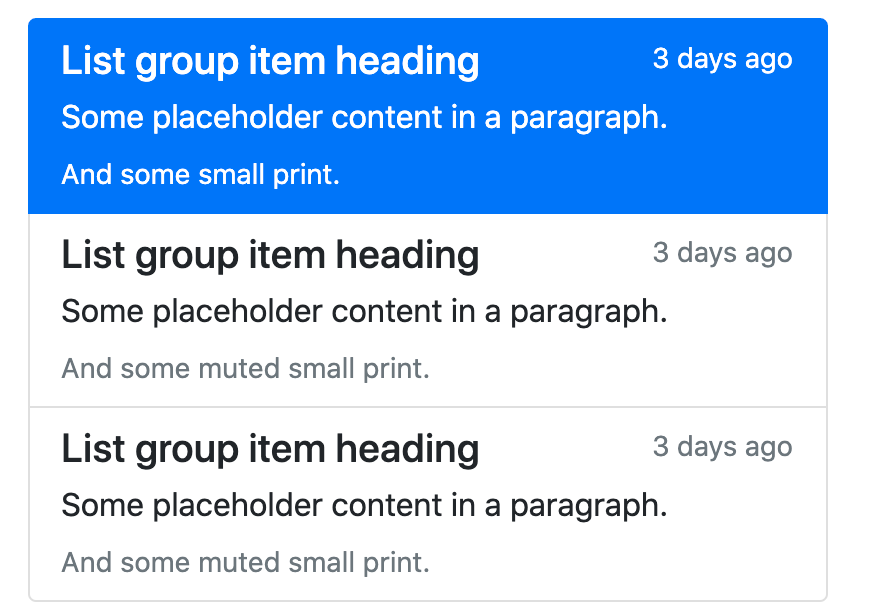 List group item heading 3 days ago
Some placeholder content in a paragraph.
And some small print.
List group item heading 3 days ago
Some placeholder content in a paragraph.
And some muted small print.
List group item heading 3 days ago
Some placeholder content in a paragraph.
And some muted small print.